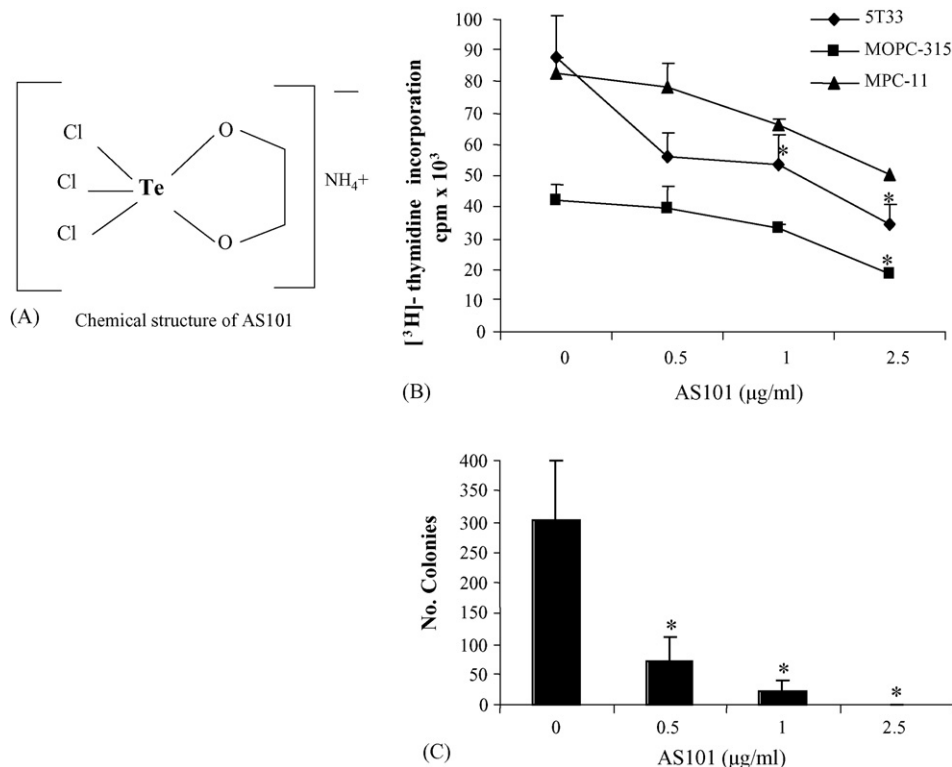 Cl
Cl
Cl
Te
O
O
NH₄+
(A)
Chemical structure of AS101
5T33
MOPC-315
MPC-11
[³H]- thymidine incorporation
cpm x 10³
100
90
80
70
60
50
40
30
20
10
0
*
*
*
0 0.5 1 2.5
AS101 (µg/ml)
(B)
No. Colonies
400
350
300
250
200
150
100
50
0
*
*
*
0 0.5 1 2.5
AS101 (µg/ml)
(C)